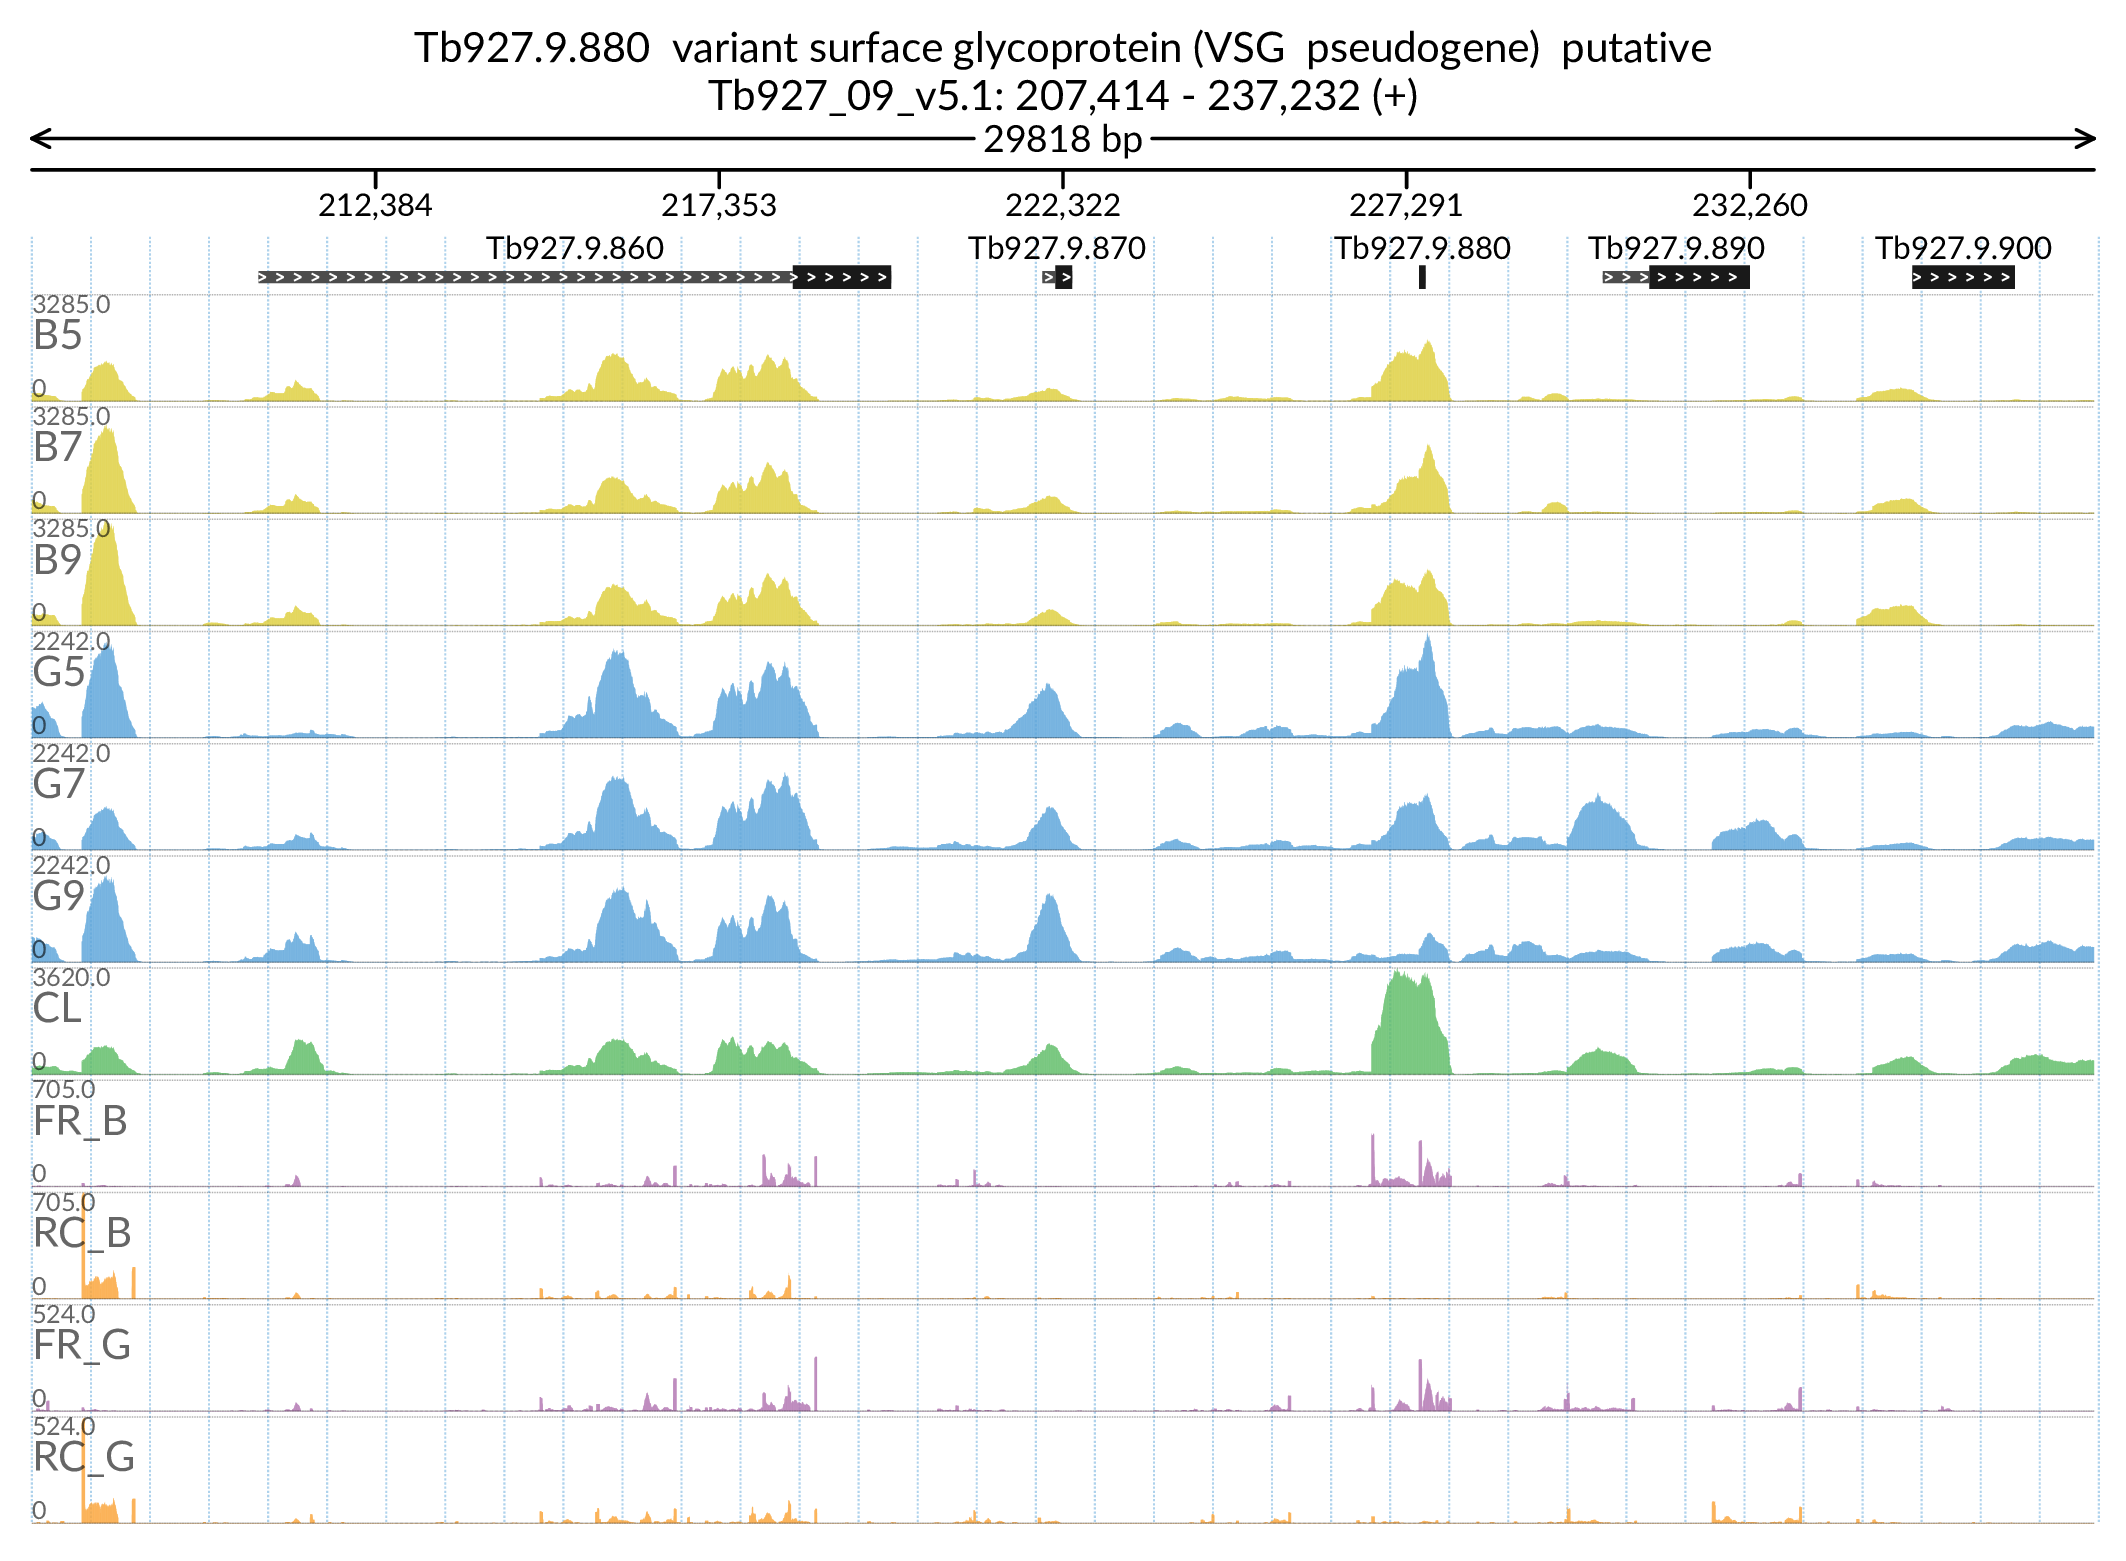 Tb927.9.880 variant surface glycoprotein (VSG pseudogene) putative
Tb927_09_v5.1: 207,414 - 237,232 (+)
29818 bp
212,384 217,353 222,322 227,291 232,260
Tb927.9.860 Tb927.9.870 Tb927.9.880 Tb927.9.890 Tb927.9.900
3285.0
B5
0
3285.0
B7
0
3285.0
B9
0
2242.0
G5
0
2242.0
G7
0
2242.0
G9
0
3620.0
CL
0
705.0
FR_B
0
705.0
RC_B
0
524.0
FR_G
0
524.0
RC_G
0